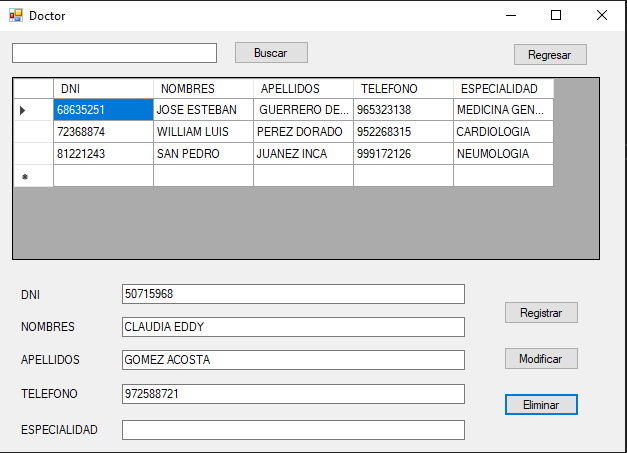 Doctor
Buscar Regresar
DNI NOMBRES APELLIDOS TELEFONO ESPECIALIDAD
68635251 JOSE ESTEBAN GUERRERO DE... 965323138 MEDICINA GEN...
72368874 WILLIAM LUIS PEREZ DORADO 952268315 CARDIOLOGIA
81221243 SAN PEDRO JUANEZ INCA 999172126 NEUMOLOGIA
DNI 50715968
Registrar
NOMBRES CLAUDIA EDDY
APELLIDOS GOMEZ ACOSTA Modificar
TELEFONO 972588721
Eliminar
ESPECIALIDAD